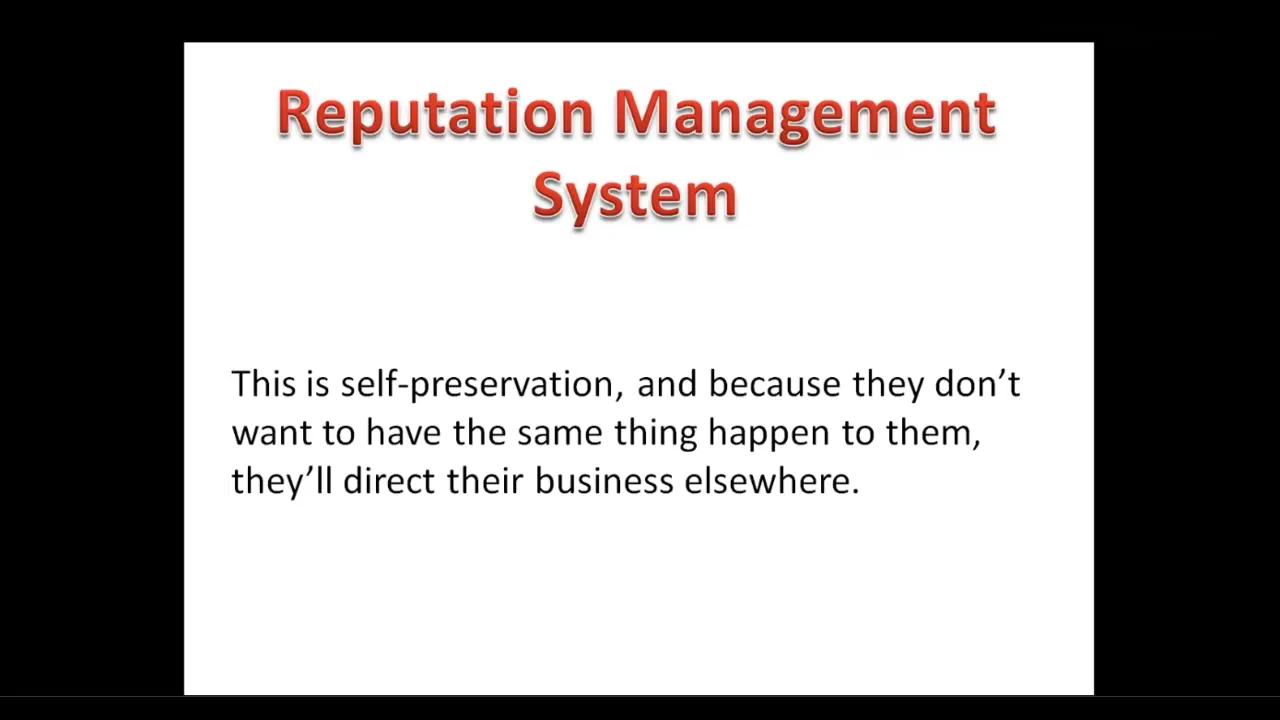 Reputation Management
System
This is self-preservation, and because they don’t
want to have the same thing happen to them,
they’ll direct their business elsewhere.